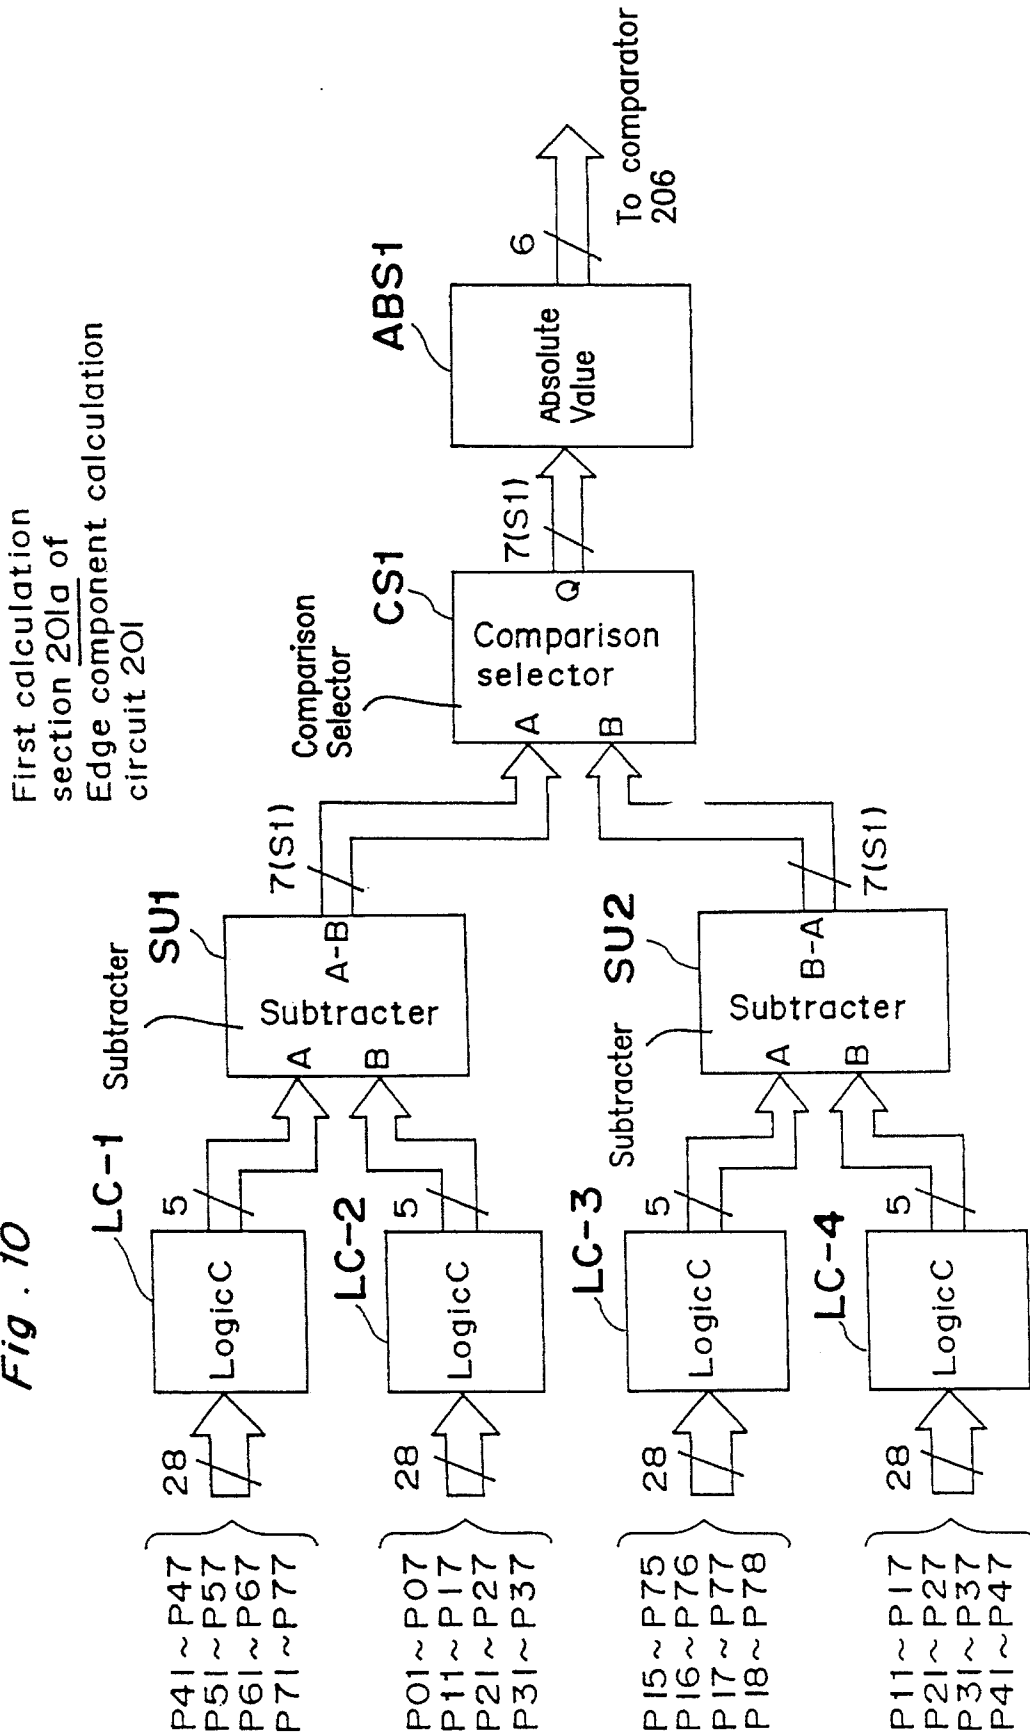 Fig. 10
First calculation
section 201a of
Edge component calculation
circuit 201
P41~P47
P51~P57
P61~P67
P71~P77
28
LogicC
LC-1
5
P01~P07
P11~P17
P21~P27
P31~P37
28
LogicC
LC-2
5
Subtracter
SU1
A
B
Subtracter
A-B
7(S1)
P15~P75
P16~P76
P17~P77
P18~P78
28
LogicC
LC-3
5
P11~P17
P21~P27
P31~P37
P41~P47
28
LogicC
LC-4
5
Subtracter
SU2
A
B
Subtracter
B-A
7(S1)
Comparison
Selector
CS1
A
B
Comparison
selector
Q
7(S1)
ABS1
Absolute
Value
6
To comparator
206